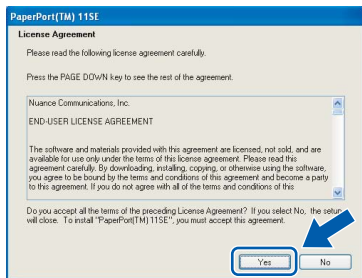 PaperPort(TM) 11SE
License Agreement
Please read the following license agreement carefully.
Press the PAGE DOWN key to see the rest of the agreement.
Nuance Communications, Inc.
END-USER LICENSE AGREEMENT
The software and materials provided with this agreement are licensed, not sold, and are
available for use only under the terms of this license agreement. Please read this
agreement carefully. By downloading, installing, copying, or otherwise using the software,
you agree to be bound by the terms and conditions of this agreement and become a party
to this agreement. If you do not agree with all of the terms and conditions of this
Do you accept all the terms of the preceding License Agreement? If you select No, the setup
will close. To install "PaperPort(TM) 11SE", you must accept this agreement.
Yes
No